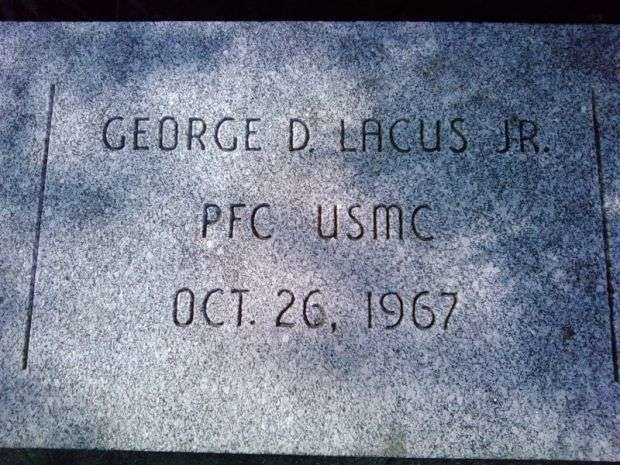 GEORGE D. LACUS JR.
PFC USMC
OCT. 26, 1967